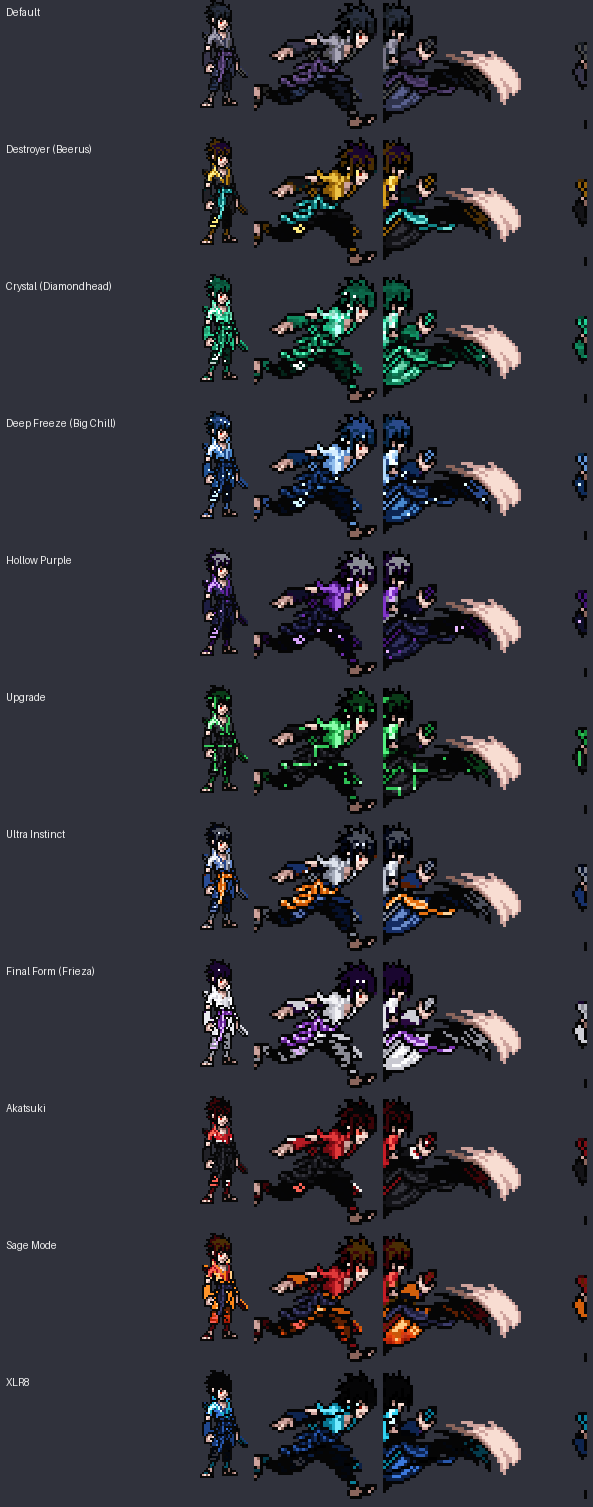 Default
Destroyer (Beerus)
Crystal (Diamondhead)
Deep Freeze (Big Chill)
Hollow Purple
Upgrade
Ultra Instinct
Final Form (Frieza)
Akatsuki
Sage Mode
XLR8